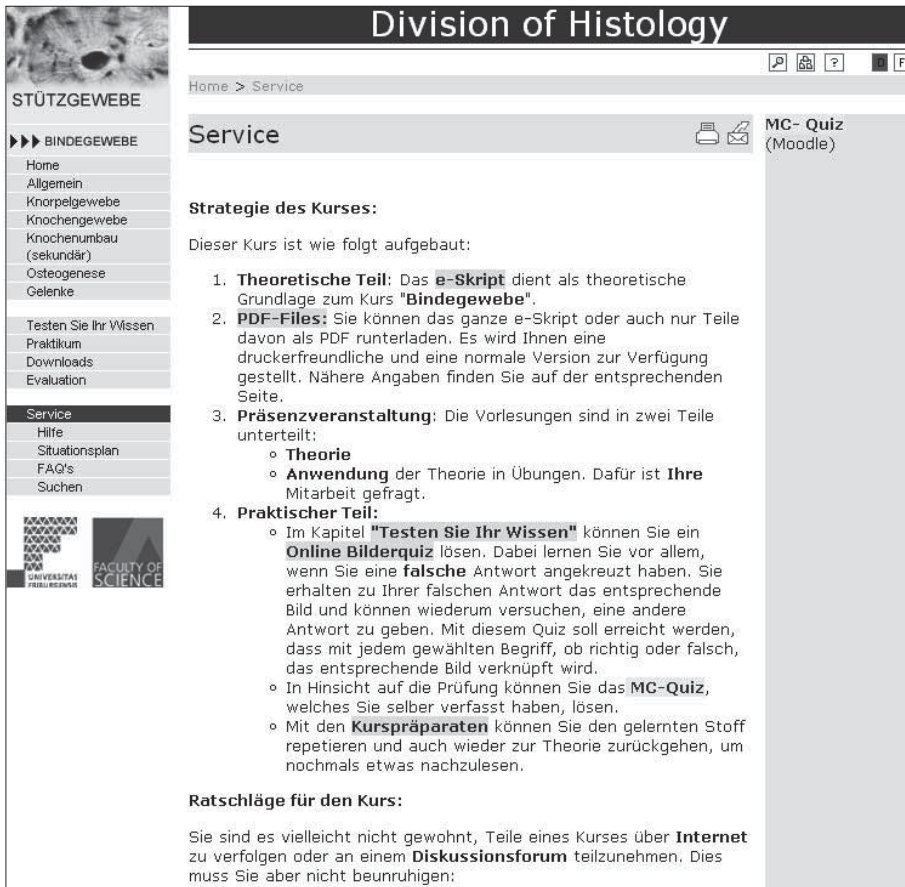 Division of Histology
?
D
F
Home > Service
STÜTZGEWEBE
BINDEGEWEBE
Home
Allgemein
Knorpelgewebe
Knochengewebe
Knochenumbau
(sekundär)
Osteogenese
Gelenke
Testen Sie Ihr Wissen
Praktikum
Downloads
Evaluation
Service
Hilfe
Situationsplan
FAQ's
Suchen
UNIVERSITAS
FRIBURGENSIS
FACULTY OF
SCIENCE
Service
Strategie des Kurses:
Dieser Kurs ist wie folgt aufgebaut:
1. Theoretische Teil: Das e-Skript dient als theoretische
Grundlage zum Kurs "Bindegewebe".
2. PDF-Files: Sie können das ganze e-Skript oder auch nur Teile
davon als PDF runterladen. Es wird Ihnen eine
druckerfreundliche und eine normale Version zur Verfügung
gestellt. Nähere Angaben finden Sie auf der entsprechenden
Seite.
3. Präsenzveranstaltung: Die Vorlesungen sind in zwei Teile
unterteilt:
Theorie
Anwendung der Theorie in Übungen. Dafür ist Ihre
Mitarbeit gefragt.
4. Praktischer Teil:
Im Kapitel "Testen Sie Ihr Wissen" können Sie ein
Online Bilderquiz lösen. Dabei lernen Sie vor allem,
wenn Sie eine falsche Antwort angekreuzt haben. Sie
erhalten zu Ihrer falschen Antwort das entsprechende
Bild und können wiederum versuchen, eine andere
Antwort zu geben. Mit diesem Quiz soll erreicht werden,
dass mit jedem gewählten Begriff, ob richtig oder falsch,
das entsprechende Bild verknüpft wird.
In Hinsicht auf die Prüfung können Sie das MC-Quiz,
welches Sie selber verfasst haben, lösen.
Mit den Kurspräparaten können Sie den gelernten Stoff
repetieren und auch wieder zur Theorie zurückgehen, um
nochmals etwas nachzulesen.
Ratschläge für den Kurs:
Sie sind es vielleicht nicht gewohnt, Teile eines Kurses über Internet
zu verfolgen oder an einem Diskussionsforum teilzunehmen. Dies
muss Sie aber nicht beunruhigen:
MC- Quiz
(Moodle)